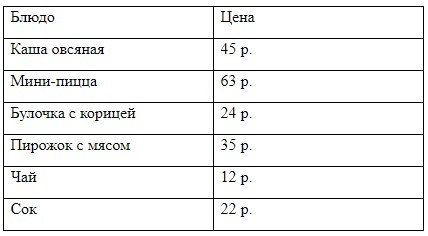 Блюдо Цена
Каша овсяная 45 р.
Мини-пицца 63 р.
Булочка с корицей 24 р.
Пирожок с мясом 35 р.
Чай 12 р.
Сок 22 р.